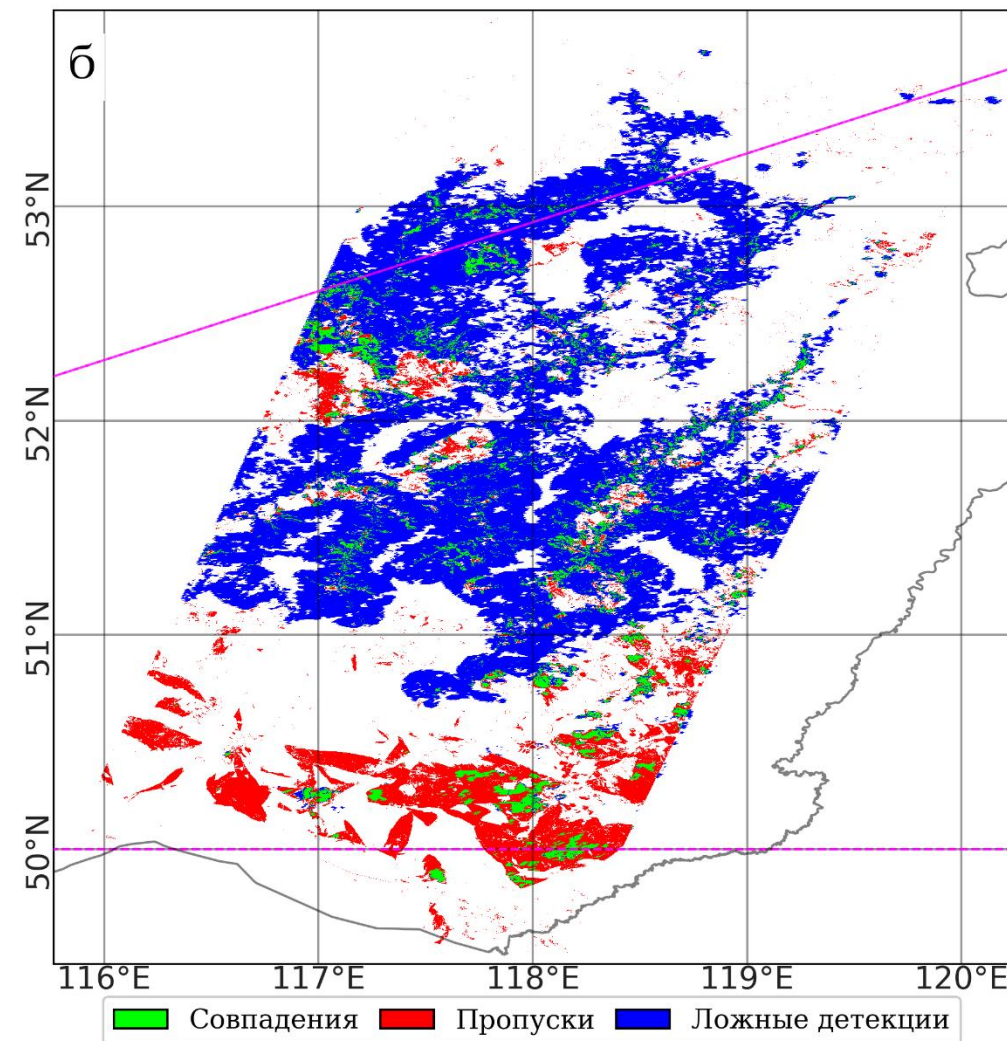 б
53°N
52°N
51°N
50°N
116°E 117°E 118°E 119°E 120°E
Совпадения Пропуски Ложные детекции